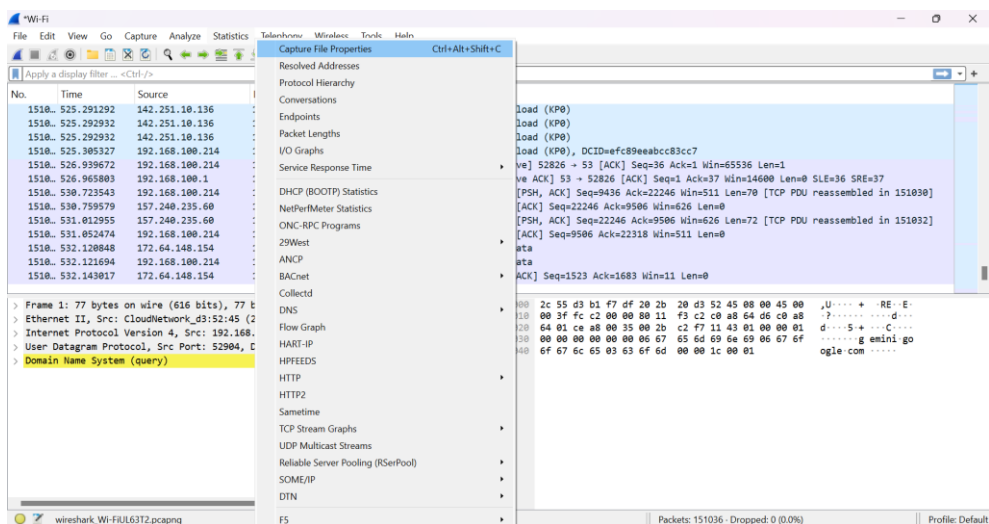 *Wi-Fi
File Edit View Go Capture Analyze Statistics Telephony Wireless Tools Help
Apply a display filter ... <Ctrl-/>
No. Time Source
1510… 525.291292 142.251.10.136 load (KP0)
1510… 525.292932 142.251.10.136 load (KP0)
1510… 525.292932 142.251.10.136 load (KP0)
1510… 525.305327 192.168.100.214 load (KP0), DCID=efc89eeabcc83cc7
1510… 526.939672 192.168.100.214 ve] 52826 → 53 [ACK] Seq=36 Ack=1 Win=65536 Len=1
1510… 526.965803 192.168.100.1 ve ACK] 53 → 52826 [ACK] Seq=1 Ack=37 Win=14600 Len=0 SLE=36 SRE=37
1510… 530.723543 192.168.100.214 [PSH, ACK] Seq=9436 Ack=22246 Win=511 Len=70 [TCP PDU reassembled in 151030]
1510… 530.759579 157.240.235.60 [ACK] Seq=22246 Ack=9506 Win=626 Len=0
1510… 531.012955 157.240.235.60 [PSH, ACK] Seq=22246 Ack=9506 Win=626 Len=72 [TCP PDU reassembled in 151032]
1510… 531.052474 192.168.100.214 [ACK] Seq=9506 Ack=22318 Win=511 Len=0
1510… 532.120848 172.64.148.154 ata
1510… 532.121694 192.168.100.214 ata
1510… 532.143017 172.64.148.154 ACK] Seq=1523 Ack=1683 Win=11 Len=0
Capture File Properties Ctrl+Alt+Shift+C
Resolved Addresses
Protocol Hierarchy
Conversations
Endpoints
Packet Lengths
I/O Graphs
Service Response Time
DHCP (BOOTP) Statistics
NetPerfMeter Statistics
ONC-RPC Programs
29West
ANCP
BACnet
Collectd
DNS
Flow Graph
HART-IP
HPFEEDS
HTTP
HTTP2
Sametime
TCP Stream Graphs
UDP Multicast Streams
Reliable Server Pooling (RSerPool)
SOME/IP
DTN
F5
Frame 1: 77 bytes on wire (616 bits), 77 b
Ethernet II, Src: CloudNetwork_d3:52:45 (2
Internet Protocol Version 4, Src: 192.168.
User Datagram Protocol, Src Port: 52904, D
Domain Name System (query)
00 2c 55 d3 b1 f7 df 20 2b 20 d3 52 45 08 00 45 00 ,U···· + ·RE··E·
10 00 3f fc c2 00 00 80 11 f3 c2 c0 a8 64 d6 c0 a8 ·?······ ····d···
20 64 01 ce a8 00 35 00 2b c2 f7 11 43 01 00 00 01 d····5·+ ···C····
30 00 00 00 00 00 00 06 67 65 6d 69 6e 69 06 67 6f ·······g emini·go
40 6f 67 6c 65 03 63 6f 6d 00 00 1c 00 01 ogle·com ·····
wireshark_Wi-FiUL63T2.pcapng Packets: 151036 · Dropped: 0 (0.0%) Profile: Default